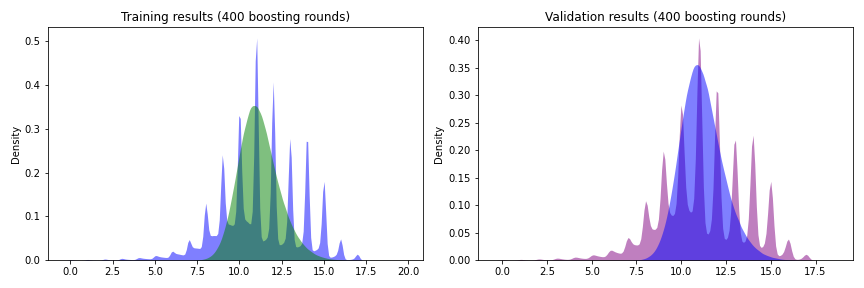 Training results (400 boosting rounds)
Density
0.5
0.4
0.3
0.2
0.1
0.0
0.0 2.5 5.0 7.5 10.0 12.5 15.0 17.5 20.0
Validation results (400 boosting rounds)
Density
0.40
0.35
0.30
0.25
0.20
0.15
0.10
0.05
0.00
0.0 2.5 5.0 7.5 10.0 12.5 15.0 17.5